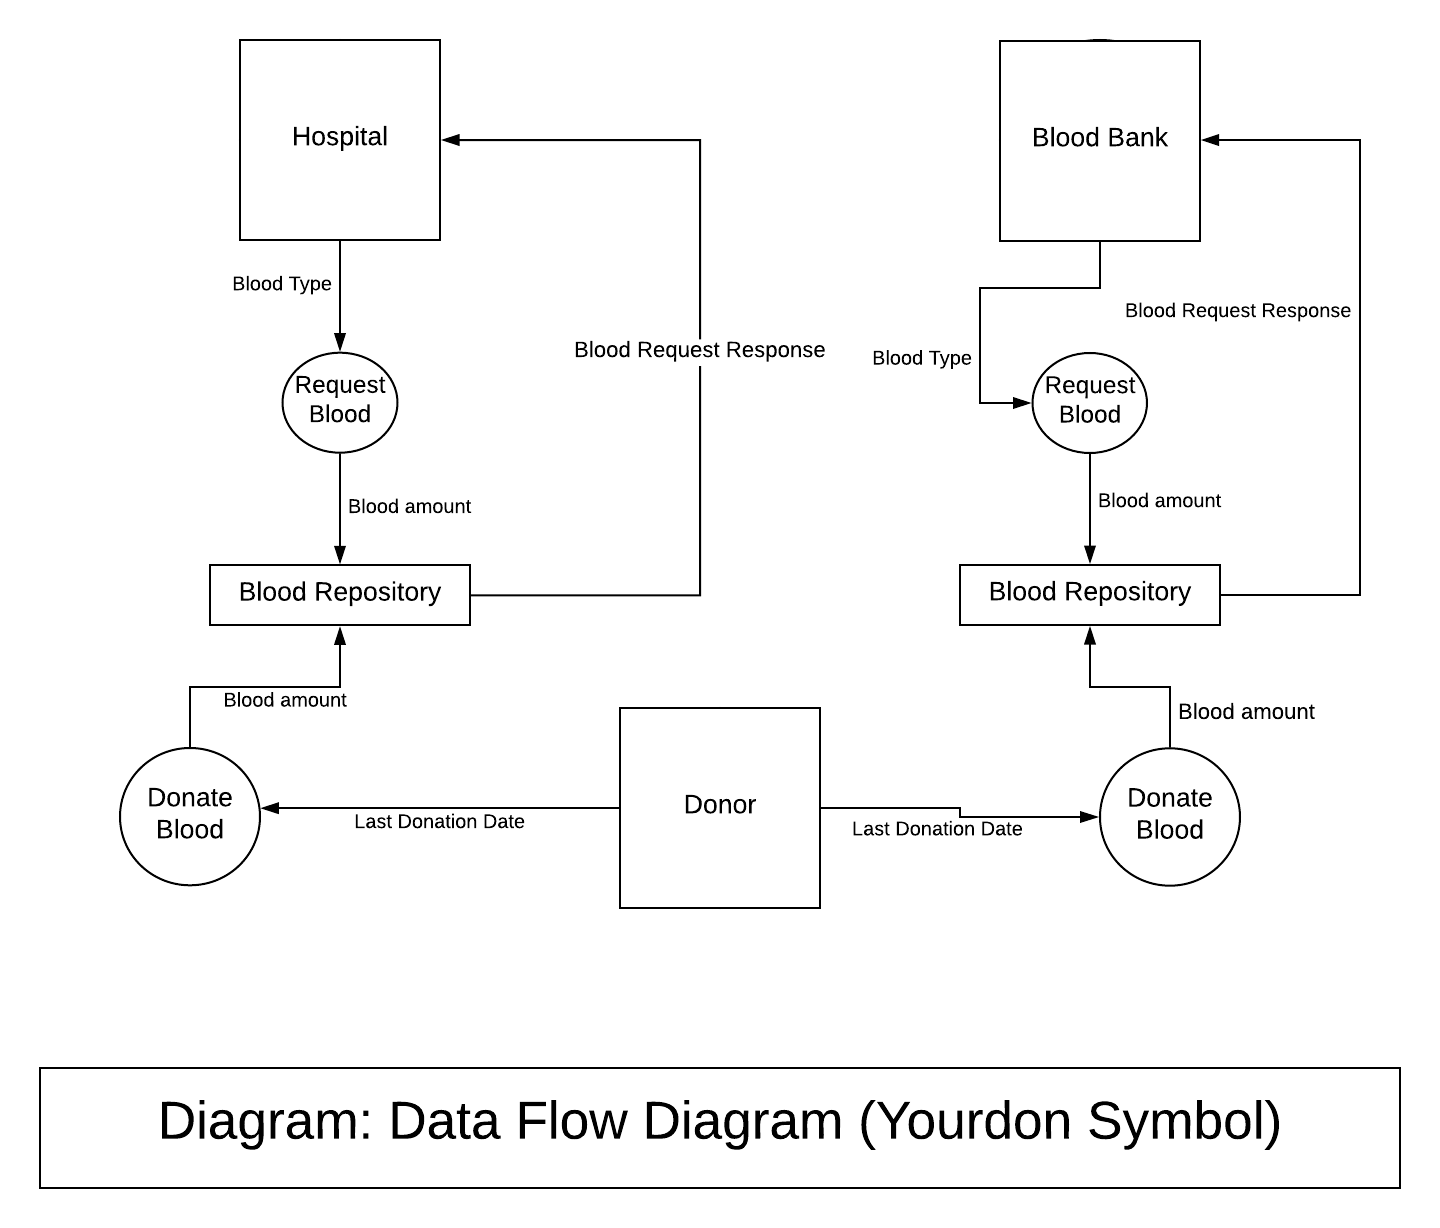 Hospital
Blood Bank
Blood Type
Blood Request Response
Blood Request Response
Blood Type
Request
Blood
Request
Blood
Blood amount
Blood amount
Blood Repository
Blood Repository
Blood amount
Blood amount
Donate
Blood
Last Donation Date
Donor
Last Donation Date
Donate
Blood
Diagram: Data Flow Diagram (Yourdon Symbol)